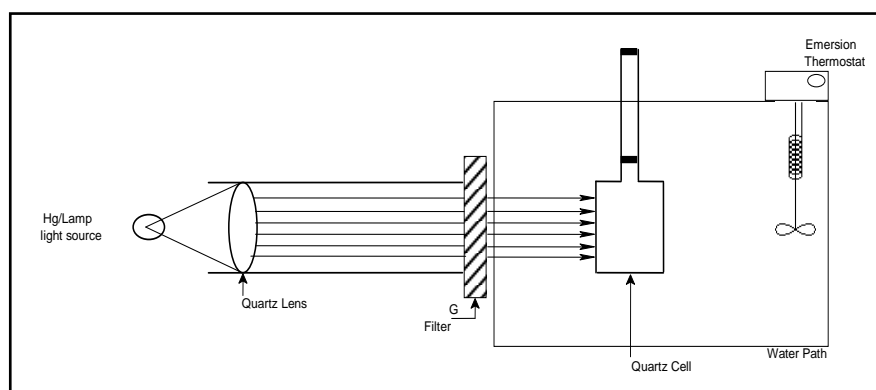 Emersion
Thermostat
Hg/Lamp
light source
Quartz Lens
G
Filter
Water Path
Quartz Cell